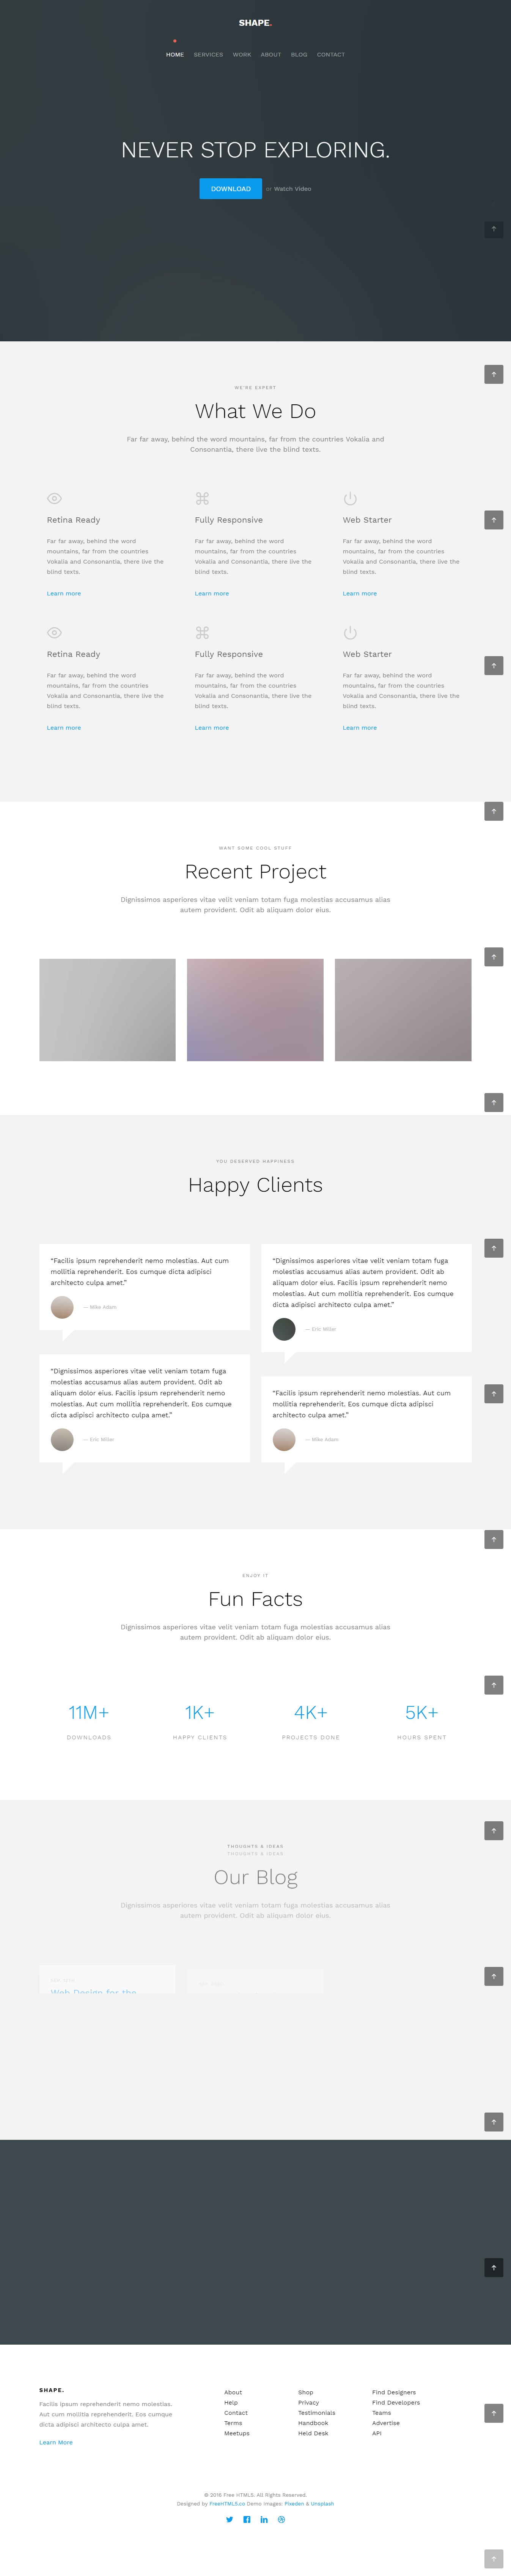 SHAPE.
HOME SERVICES WORK ABOUT BLOG CONTACT
NEVER STOP EXPLORING.
DOWNLOAD or Watch Video
WE'RE EXPERT
What We Do
Far far away, behind the word mountains, far from the countries Vokalia and
Consonantia, there live the blind texts.
Retina Ready
Far far away, behind the word
mountains, far from the countries
Vokalia and Consonantia, there live the
blind texts.
Learn more
Fully Responsive
Far far away, behind the word
mountains, far from the countries
Vokalia and Consonantia, there live the
blind texts.
Learn more
Web Starter
Far far away, behind the word
mountains, far from the countries
Vokalia and Consonantia, there live the
blind texts.
Learn more
Retina Ready
Far far away, behind the word
mountains, far from the countries
Vokalia and Consonantia, there live the
blind texts.
Learn more
Fully Responsive
Far far away, behind the word
mountains, far from the countries
Vokalia and Consonantia, there live the
blind texts.
Learn more
Web Starter
Far far away, behind the word
mountains, far from the countries
Vokalia and Consonantia, there live the
blind texts.
Learn more
WANT SOME COOL STUFF
Recent Project
Dignissimos asperiores vitae velit veniam totam fuga molestias accusamus alias
autem provident. Odit ab aliquam dolor eius.
YOU DESERVED HAPPINESS
Happy Clients
“Facilis ipsum reprehenderit nemo molestias. Aut cum
mollitia reprehenderit. Eos cumque dicta adipisci
architecto culpa amet.”
— Mike Adam
“Dignissimos asperiores vitae velit veniam totam fuga
molestias accusamus alias autem provident. Odit ab
aliquam dolor eius. Facilis ipsum reprehenderit nemo
molestias. Aut cum mollitia reprehenderit. Eos cumque
dicta adipisci architecto culpa amet.”
— Eric Miller
“Dignissimos asperiores vitae velit veniam totam fuga
molestias accusamus alias autem provident. Odit ab
aliquam dolor eius. Facilis ipsum reprehenderit nemo
molestias. Aut cum mollitia reprehenderit. Eos cumque
dicta adipisci architecto culpa amet.”
— Eric Miller
“Facilis ipsum reprehenderit nemo molestias. Aut cum
mollitia reprehenderit. Eos cumque dicta adipisci
architecto culpa amet.”
— Mike Adam
ENJOY IT
Fun Facts
Dignissimos asperiores vitae velit veniam totam fuga molestias accusamus alias
autem provident. Odit ab aliquam dolor eius.
11M+
DOWNLOADS
1K+
HAPPY CLIENTS
4K+
PROJECTS DONE
5K+
HOURS SPENT
THOUGHTS & IDEAS
THOUGHTS & IDEAS
Our Blog
Dignissimos asperiores vitae velit veniam totam fuga molestias accusamus alias
autem provident. Odit ab aliquam dolor eius.
Web Design for the
SHAPE.
Facilis ipsum reprehenderit nemo molestias.
Aut cum mollitia reprehenderit. Eos cumque
dicta adipisci architecto culpa amet.
Learn More
About
Help
Contact
Terms
Meetups
Shop
Privacy
Testimonials
Handbook
Held Desk
Find Designers
Find Developers
Teams
Advertise
API
© 2016 Free HTML5. All Rights Reserved.
Designed by FreeHTML5.co Demo Images: Pixeden & Unsplash